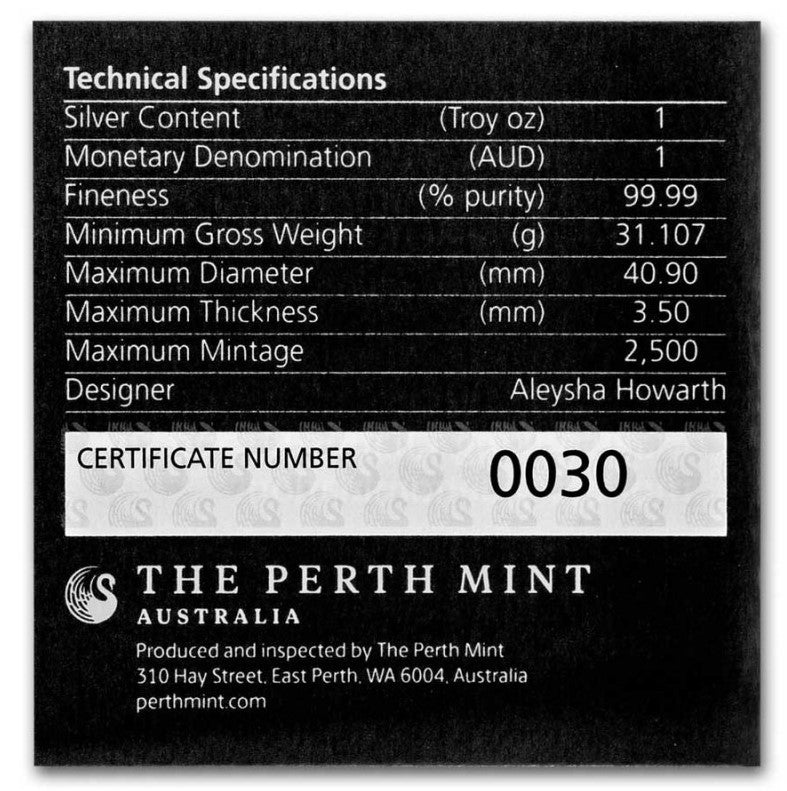 Technical Specifications
Silver Content (Troy oz) 1
Monetary Denomination (AUD) 1
Fineness (% purity) 99.99
Minimum Gross Weight (g) 31.107
Maximum Diameter (mm) 40.90
Maximum Thickness (mm) 3.50
Maximum Mintage 2,500
Designer Aleysha Howarth
CERTIFICATE NUMBER 0030
THE PERTH MINT
AUSTRALIA
Produced and inspected by The Perth Mint
310 Hay Street, East Perth, WA 6004, Australia
perthmint.com